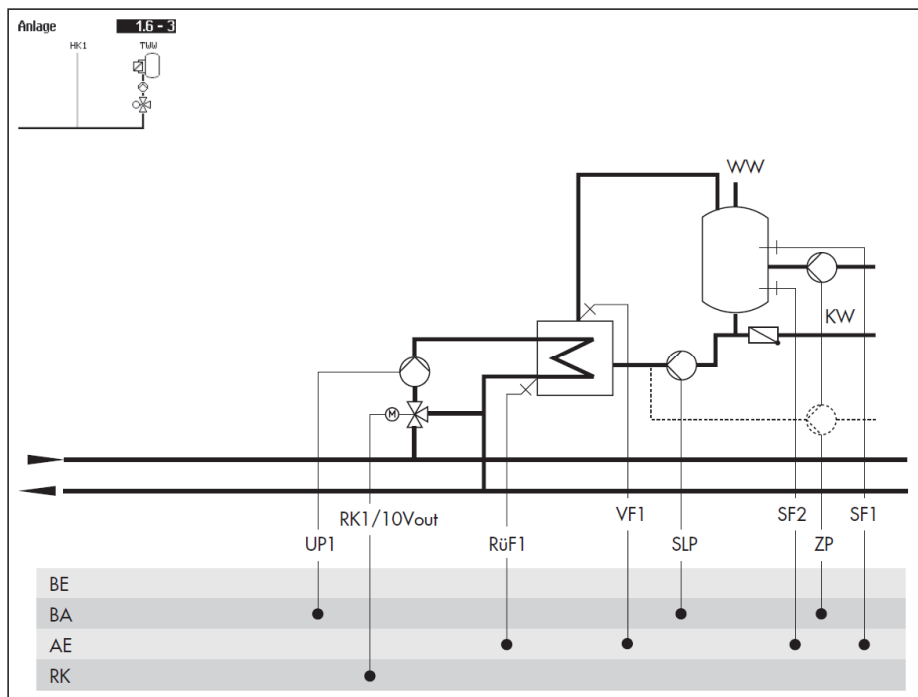 Anlage 1.6 - 3
HK1 TWW
WW
KW
M
RK1/10Vout VF1 SF2 SF1
UP1 RüF1 SLP ZP
BE
BA
AE
RK